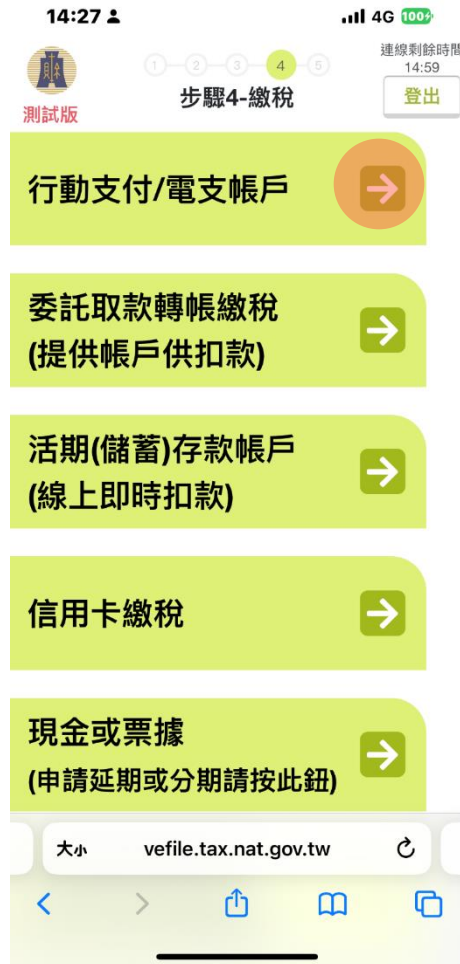 14:27
4G 100
測試版
1 2 3 4 5
步驟4-繳稅
連線剩餘時間
14:59
登出
行動支付/電支帳戶
委託取款轉帳繳稅
(提供帳戶供扣款)
活期(儲蓄)存款帳戶
(線上即時扣款)
信用卡繳稅
現金或票據
(申請延期或分期請按此鈕)
大小 vefile.tax.nat.gov.tw